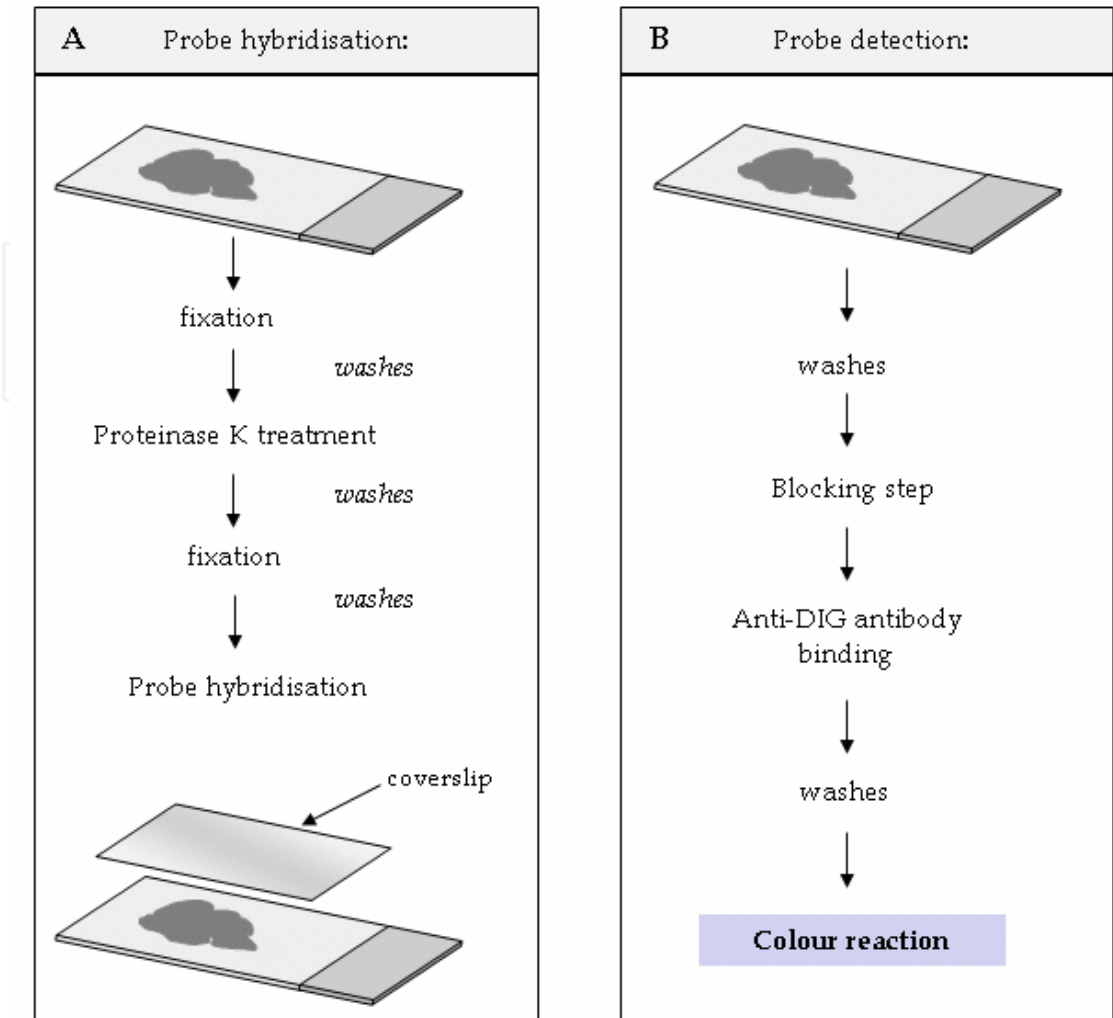 A Probe hybridisation:
fixation
washes
Proteinase K treatment
washes
fixation
washes
Probe hybridisation
coverslip
B Probe detection:
washes
Blocking step
Anti-DIG antibody
binding
washes
Colour reaction